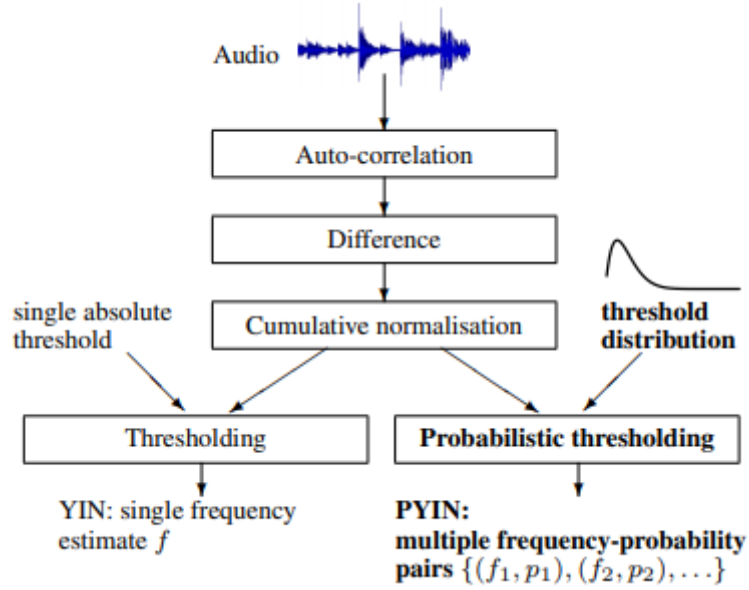 Audio
Auto-correlation
Difference
Cumulative normalisation
single absolute
threshold
threshold
distribution
Thresholding
Probabilistic thresholding
YIN: single frequency
estimate f
PYIN:
multiple frequency-probability
pairs {(f₁, p₁), (f₂, p₂), . . .}